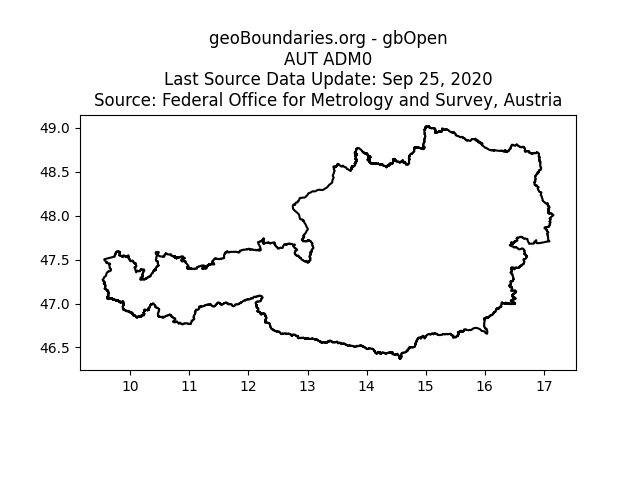 geoBoundaries.org - gbOpen
AUT ADM0
Last Source Data Update: Sep 25, 2020
Source: Federal Office for Metrology and Survey, Austria
49.0
48.5
48.0
47.5
47.0
46.5
10 11 12 13 14 15 16 17